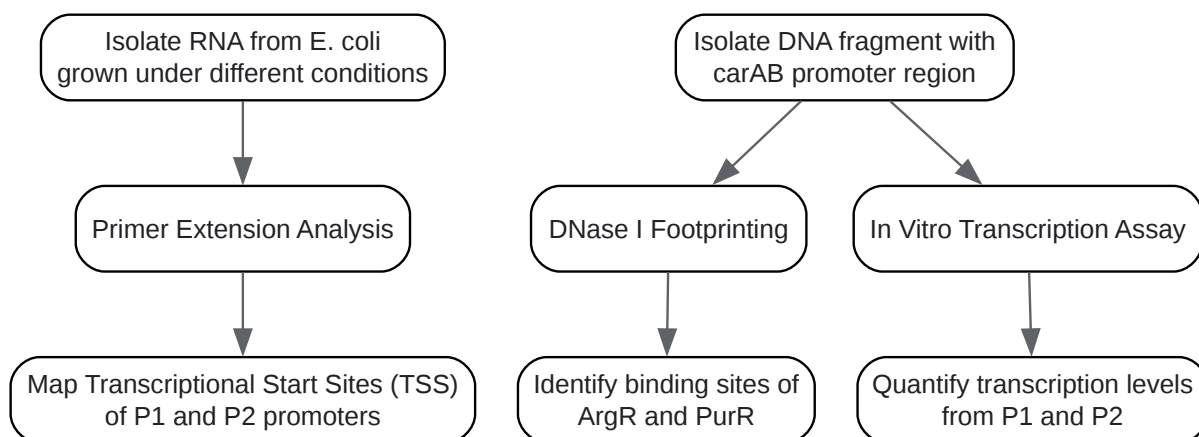 Isolate RNA from E. coli
grown under different conditions
Isolate DNA fragment with
carAB promoter region
Primer Extension Analysis
DNase I Footprinting
In Vitro Transcription Assay
Map Transcriptional Start Sites (TSS)
of P1 and P2 promoters
Identify binding sites of
ArgR and PurR
Quantify transcription levels
from P1 and P2